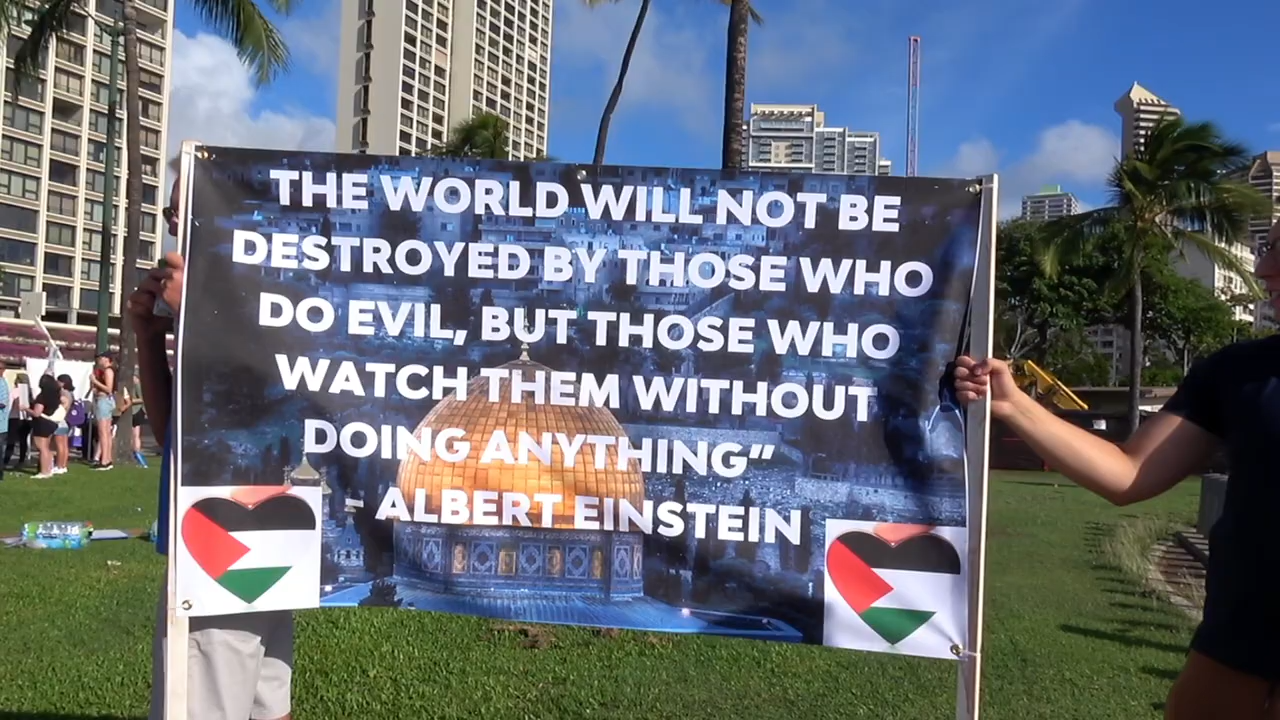 THE WORLD WILL NOT BE
DESTROYED BY THOSE WHO
DO EVIL, BUT THOSE WHO
WATCH THEM WITHOUT
DOING ANYTHING”
- ALBERT EINSTEIN